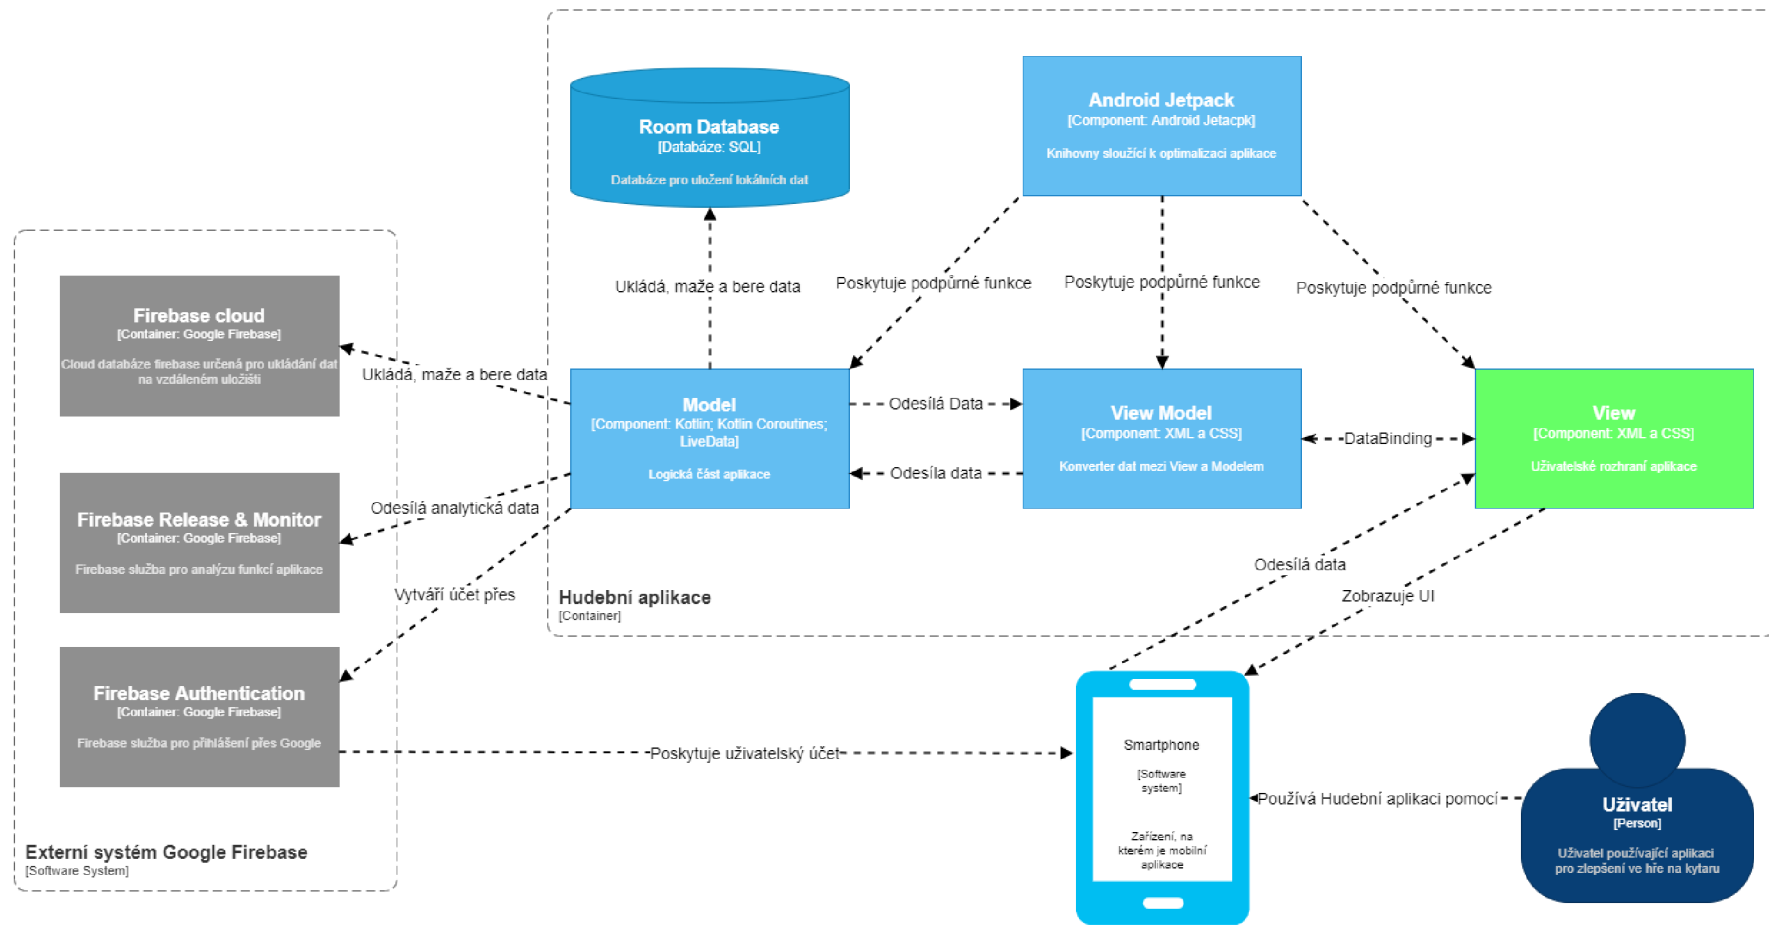 Room Database
[Databáze: SQL]
Databáze pro uložení lokálních dat
Android Jetpack
[Component: Android Jetacpk]
Knihovny sloužící k optimalizaci aplikace
Ukládá, maže a bere data
Poskytuje podpůrné funkce
Poskytuje podpůrné funkce
Poskytuje podpůrné funkce
Firebase cloud
[Container: Google Firebase]
Cloud databáze firebase určená pro ukládání dat
na vzdáleném uložišti
Ukládá, maže a bere data
Model
[Component: Kotlin; Kotlin Coroutines;
LiveData]
Logická část aplikace
Odesílá Data
Odesíla data
View Model
[Component: XML a CSS]
Konverter dat mezi View a Modelem
DataBinding
View
[Component: XML a CSS]
Uživatelské rozhraní aplikace
Firebase Release & Monitor
[Container: Google Firebase]
Firebase služba pro analýzu funkcí aplikace
Odesílá analytická data
Vytváří účet přes
Hudební aplikace
[Container]
Odesílá data
Zobrazuje UI
Firebase Authentication
[Container: Google Firebase]
Firebase služba pro přihlášení přes Google
Poskytuje uživatelský účet
Smartphone
[Software
system]
Zařízení, na
kterém je mobilní
aplikace
Používá Hudební aplikaci pomocí
Uživatel
[Person]
Uživatel používající aplikaci
pro zlepšení ve hře na kytaru
Externí systém Google Firebase
[Software System]